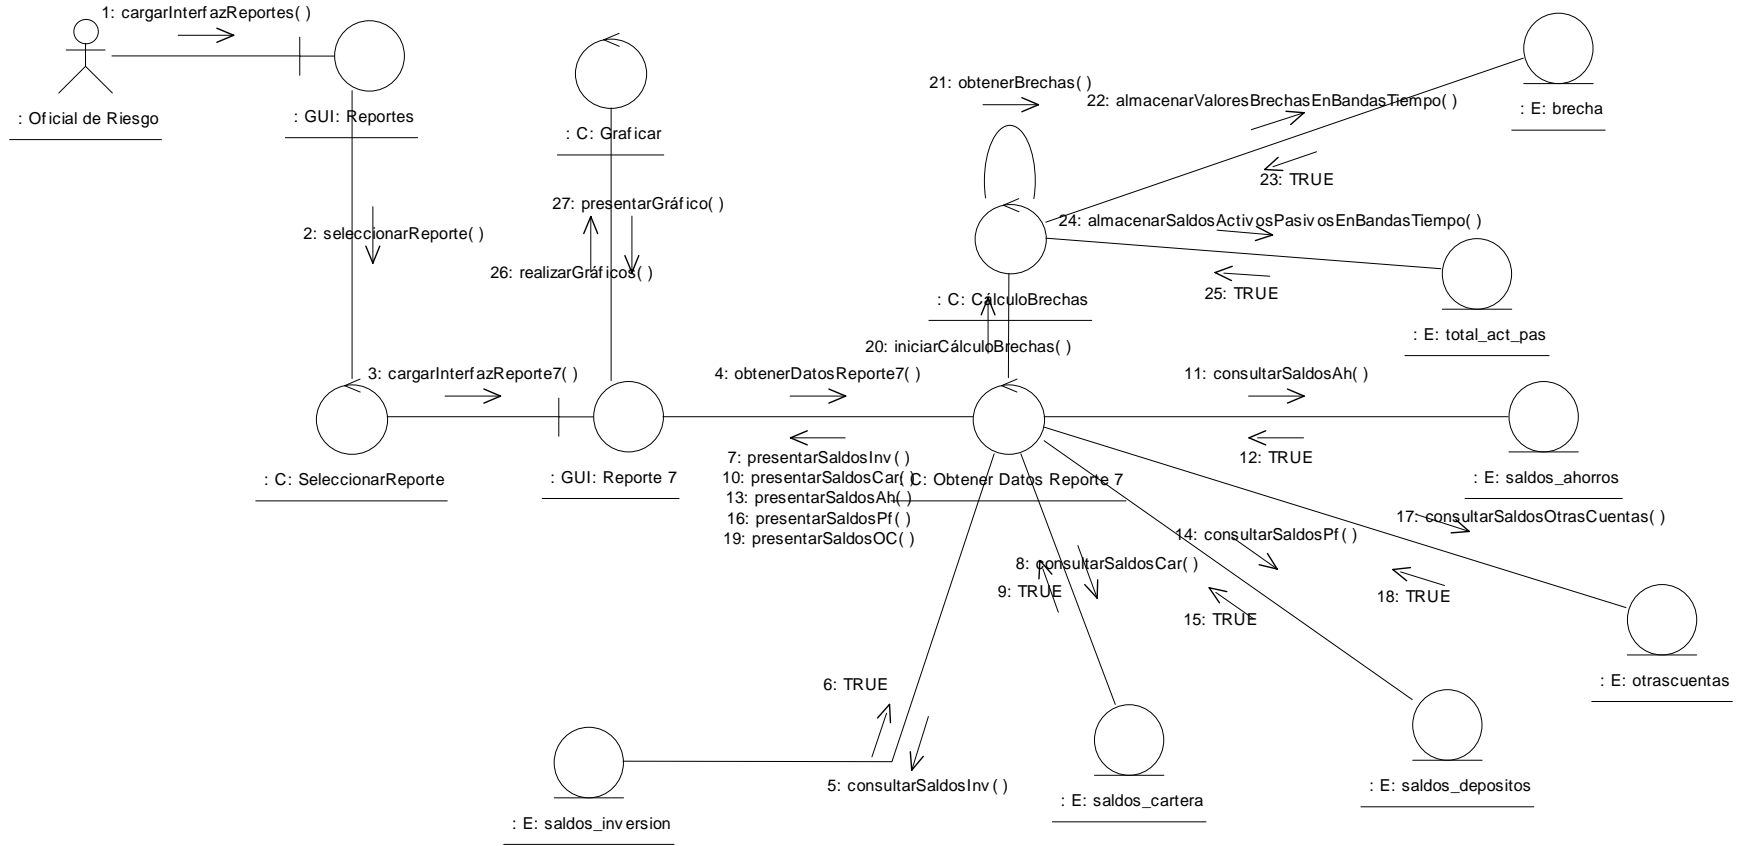 1: cargarInterfazReportes( )
: Oficial de Riesgo
: GUI: Reportes
: C: Graficar
21: obtenerBrechas( )
22: almacenarValoresBrechasEnBandasTiempo( )
: E: brecha
23: TRUE
2: seleccionarReporte( )
27: presentarGráfico( )
26: realizarGráficos( )
24: almacenarSaldosActivosPasivosEnBandasTiempo( )
25: TRUE
: C: CálculoBrechas
: E: total_act_pas
20: iniciarCálculoBrechas( )
3: cargarInterfazReporte7( )
4: obtenerDatosReporte7( )
11: consultarSaldosAh( )
12: TRUE
: C: SeleccionarReporte
: GUI: Reporte 7
7: presentarSaldosInv( )
10: presentarSaldosCar( )
13: presentarSaldosAh( )
16: presentarSaldosPf( )
19: presentarSaldosOC( )
C: Obtener Datos Reporte 7
: E: saldos_ahorros
17: consultarSaldosOtrasCuentas( )
14: consultarSaldosPf( )
8: consultarSaldosCar( )
9: TRUE
18: TRUE
15: TRUE
: E: otrascuentas
6: TRUE
5: consultarSaldosInv( )
: E: saldos_inversion
: E: saldos_cartera
: E: saldos_depositos